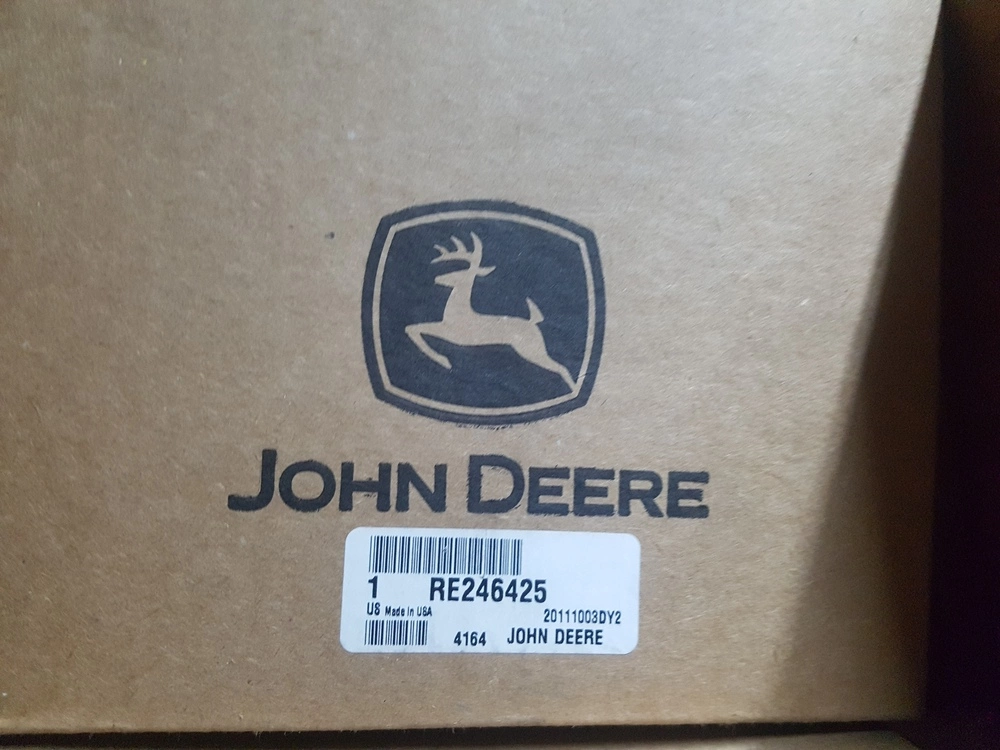 JOHN DEERE
1 RE246425
US Made in USA
20111003DY2
4164 JOHN DEERE